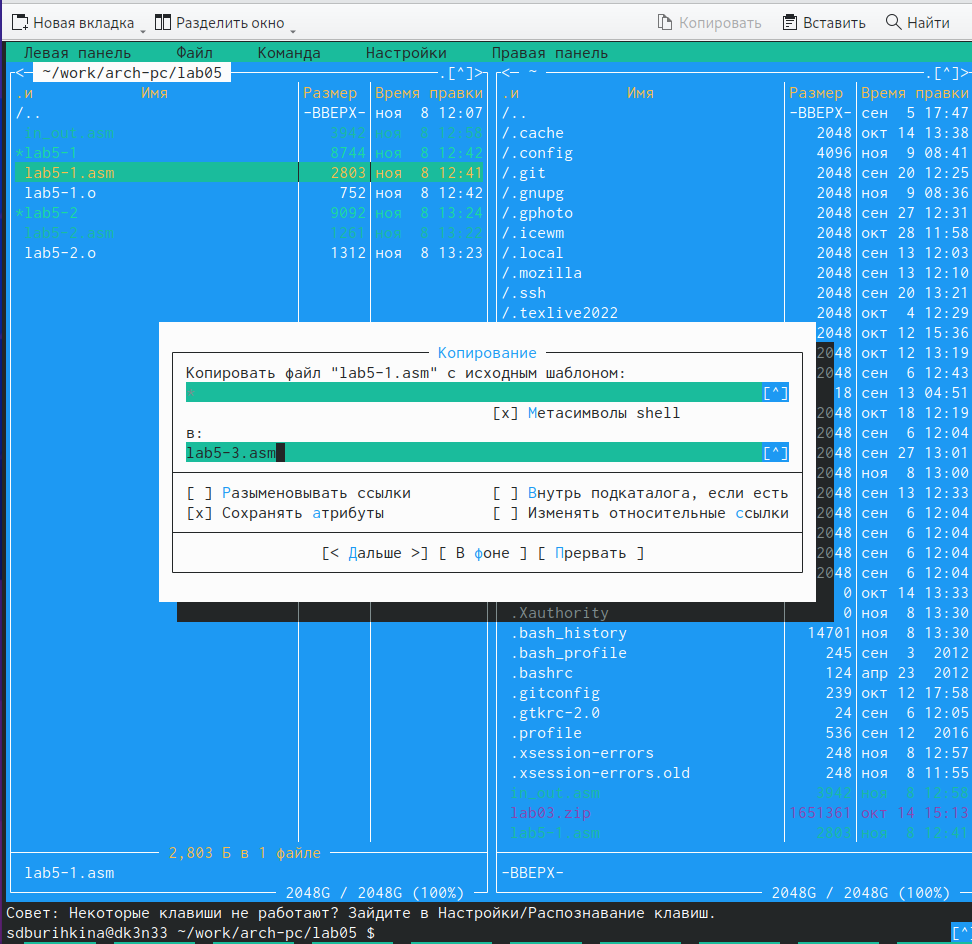 Новая вкладка Разделить окно Копировать Вставить Найти
Левая панель Файл Команда Настройки Правая панель
<— ~/work/arch-pc/lab05 .[^]>
.и Имя Размер Время правки
/.. -ВВЕРХ- ноя 8 12:07
in_out.asm 3942 ноя 8 12:58
*lab5-1 8744 ноя 8 12:42
lab5-1.asm 2803 ноя 8 12:41
lab5-1.o 752 ноя 8 12:42
*lab5-2 9092 ноя 8 13:24
lab5-2.asm 1261 ноя 8 13:22
lab5-2.o 1312 ноя 8 13:23
2,803 Б в 1 файле
lab5-1.asm
2048G / 2048G (100%)
<— ~ .[^]>
.и Имя Размер Время правки
/.. -ВВЕРХ- сен 5 17:47
/.cache 2048 окт 14 13:38
/.config 4096 ноя 9 08:41
/.git 2048 сен 20 12:25
/.gnupg 2048 ноя 9 08:36
/.gphoto 2048 сен 27 12:31
/.icewm 2048 окт 28 11:58
/.local 2048 сен 13 12:03
/.mozilla 2048 сен 13 12:10
/.ssh 2048 сен 20 13:21
/.texlive2022 2048 окт 4 12:29
2048 окт 12 15:36
2048 окт 12 13:19
2048 сен 6 12:43
18 сен 13 04:51
2048 окт 18 12:19
2048 сен 6 12:04
2048 сен 27 13:01
2048 ноя 8 13:00
2048 сен 13 12:33
2048 сен 6 12:04
2048 сен 6 12:04
2048 сен 6 12:04
2048 сен 6 12:04
0 окт 14 13:33
.Xauthority 0 ноя 8 13:30
.bash_history 14701 ноя 8 13:30
.bash_profile 245 сен 3 2012
.bashrc 124 апр 23 2012
.gitconfig 239 окт 12 17:58
.gtkrc-2.0 24 сен 6 12:05
.profile 536 сен 12 2016
.xsession-errors 248 ноя 8 12:57
.xsession-errors.old 248 ноя 8 11:55
in_out.asm 3942 ноя 8 12:58
lab03.zip 1651361 окт 14 15:13
lab5-1.asm 2803 ноя 8 12:41
-ВВЕРХ-
2048G / 2048G (100%)
Копирование
Копировать файл "lab5-1.asm" с исходным шаблоном:
[^]
[x] Метасимволы shell
в:
lab5-3.asm [^]
[ ] Разыменовывать ссылки [ ] Внутрь подкаталога, если есть
[x] Сохранять атрибуты [ ] Изменять относительные ссылки
[< Дальше >] [ В фоне ] [ Прервать ]
Совет: Некоторые клавиши не работают? Зайдите в Настройки/Распознавание клавиш.
sdburihkina@dk3n33 ~/work/arch-pc/lab05 $ [^